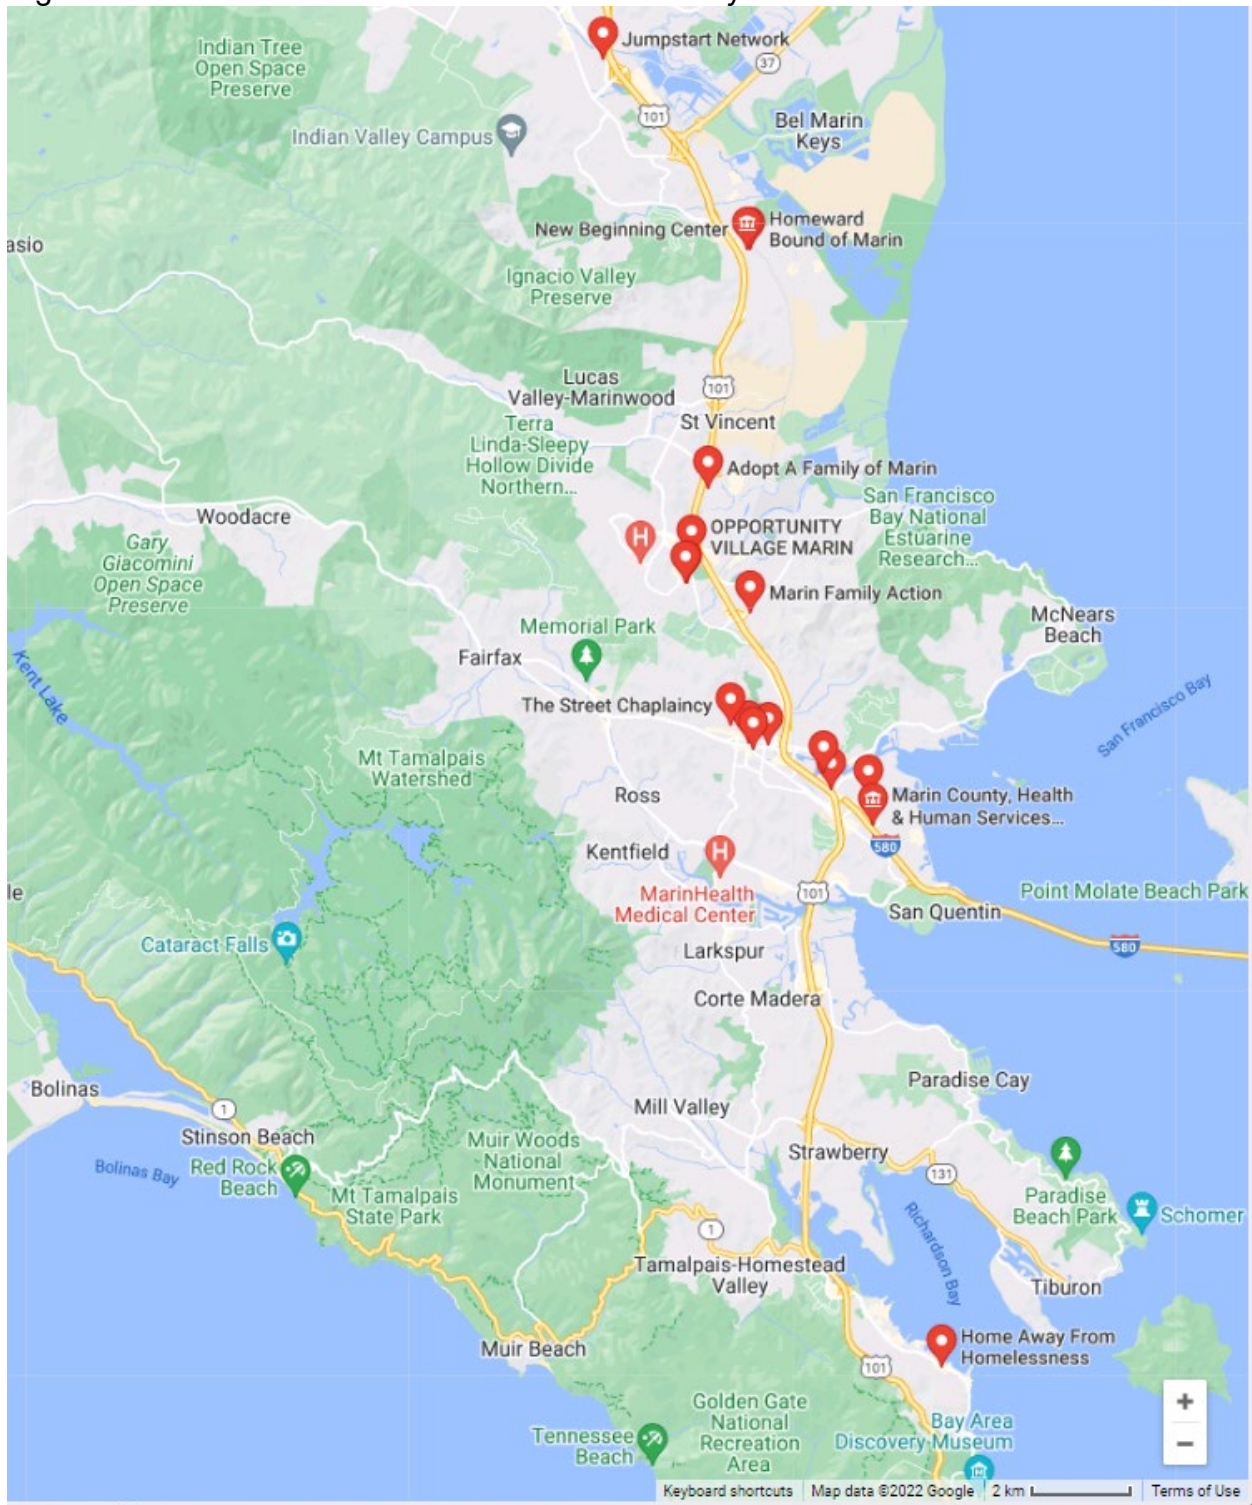 Jumpstart Network
Indian Tree
Open Space
Preserve
37
101
Bel Marin
Keys
Indian Valley Campus
Homeward
Bound of Marin
New Beginning Center
asio
Ignacio Valley
Preserve
Lucas
Valley-Marinwood
101
St Vincent
Terra
Linda-Sleepy
Hollow Divide
Northern...
Adopt A Family of Marin
San Francisco
Bay National
Estuarine
Research...
Woodacre
Gary
Giacomini
Open Space
Preserve
H
OPPORTUNITY
VILLAGE MARIN
Marin Family Action
McNears
Beach
Memorial Park
Fairfax
Kent Lake
The Street Chaplaincy
San Francisco Bay
Mt Tamalpais
Watershed
Ross
Marin County, Health
& Human Services...
580
Kentfield
H
MarinHealth
Medical Center
101
le
Point Molate Beach Park
San Quentin
580
Cataract Falls
Larkspur
Corte Madera
Bolinas
1
Paradise Cay
Mill Valley
Stinson Beach
Muir Woods
National
Monument
Strawberry
Bolinas Bay
Red Rock
Beach
131
Mt Tamalpais
State Park
Paradise
Beach Park
Schomer
1
Richardson Bay
Tamalpais-Homestead
Valley
Tiburon
Muir Beach
Home Away From
Homelessness
101
Golden Gate
National
Recreation
Area
Bay Area
Discovery Museum
Tennessee
Beach
+
−
Keyboard shortcuts
Map data ©2022 Google
2 km
Terms of Use